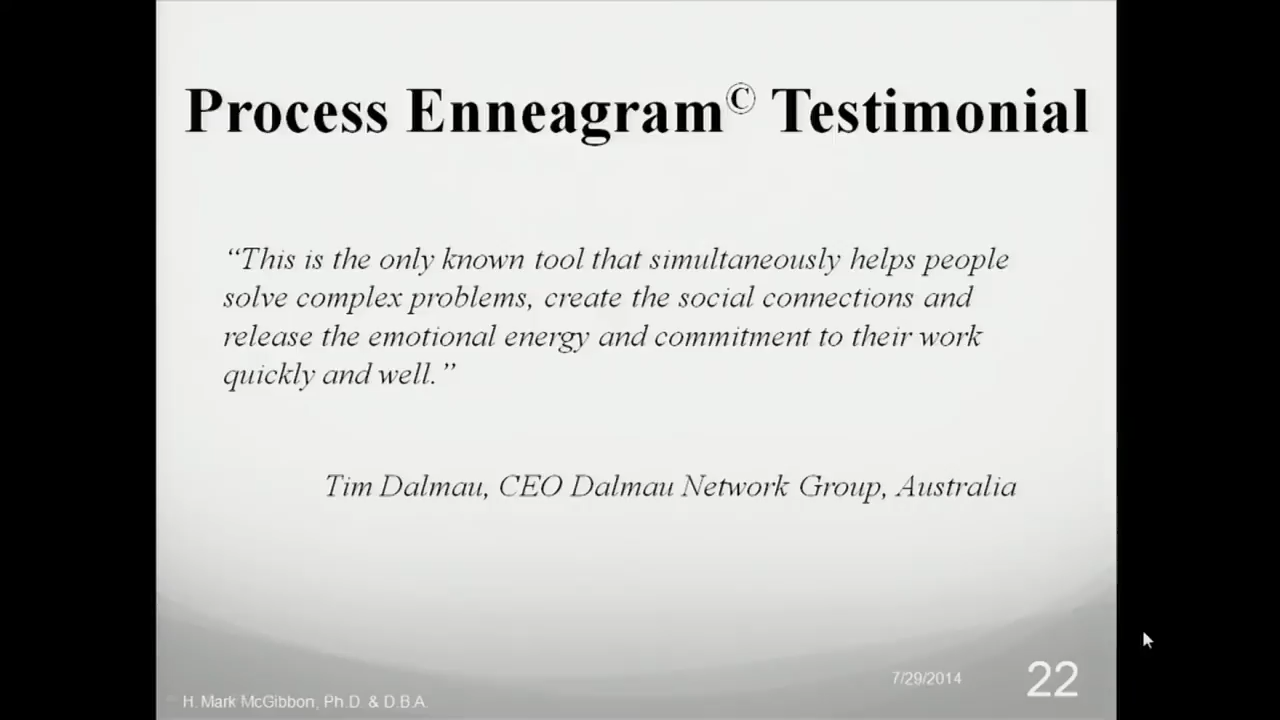 Process Enneagram© Testimonial
“This is the only known tool that simultaneously helps people
solve complex problems, create the social connections and
release the emotional energy and commitment to their work
quickly and well.”
Tim Dalmau, CEO Dalmau Network Group, Australia
7/29/2014
22
H. Mark McGibbon, Ph.D. & D.B.A.